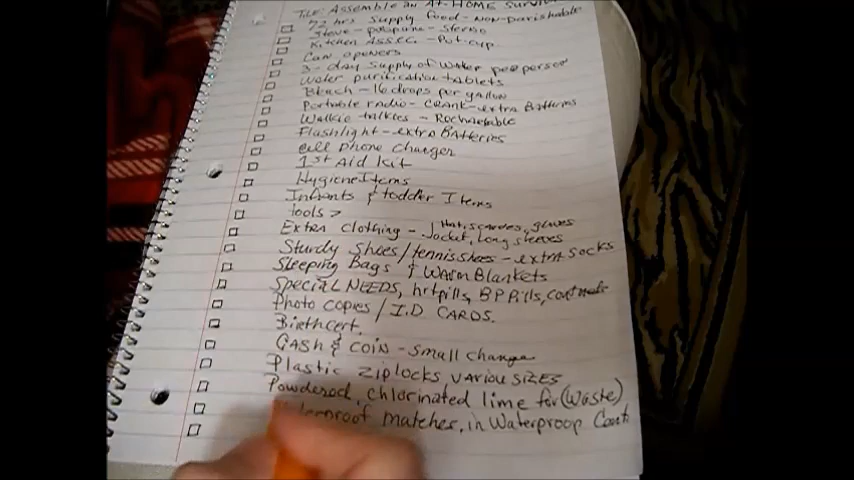 Title: Assemble an AT-HOME Surviv
72 hrs supply food - non-parishable
Stove - propane - sterno
Kitchen Assec. - Pot-cup
Can openers
3-day supply of water per person
water purification tablets
Bleach - 16 drops per gallon
Portable radio - crank - extra Batteries
Walkie talkies - Rechargable
Flashlight - extra BATTeries
cell phone charger
1st Aid Kit
Hygiene Items
Infants & toddler Items
tools >
Extra clothing - Hat, scarves, gloves
Jacket, Long sleeves
Sturdy Shoes/tennis shoes - extra socks
Sleeping Bags & Warm Blankets
Special NEEDS, hrt pills, BP Pills,
Photo copies / I.D CARDS.
Birth cert.
CASH & COIN - Small change
Plastic ziplocks various SIZES
Powdered, chlorinated lime for (Waste)
matches, in Waterproof